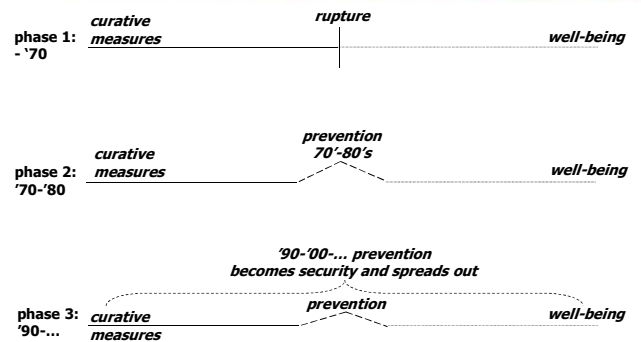 rupture
curative
phase 1: measures well-being
- ‘70
prevention
70’-80’s
curative
phase 2: measures well-being
’70-’80
’90-’00-… prevention
becomes security and spreads out
prevention
phase 3: curative well-being
’90-… measures